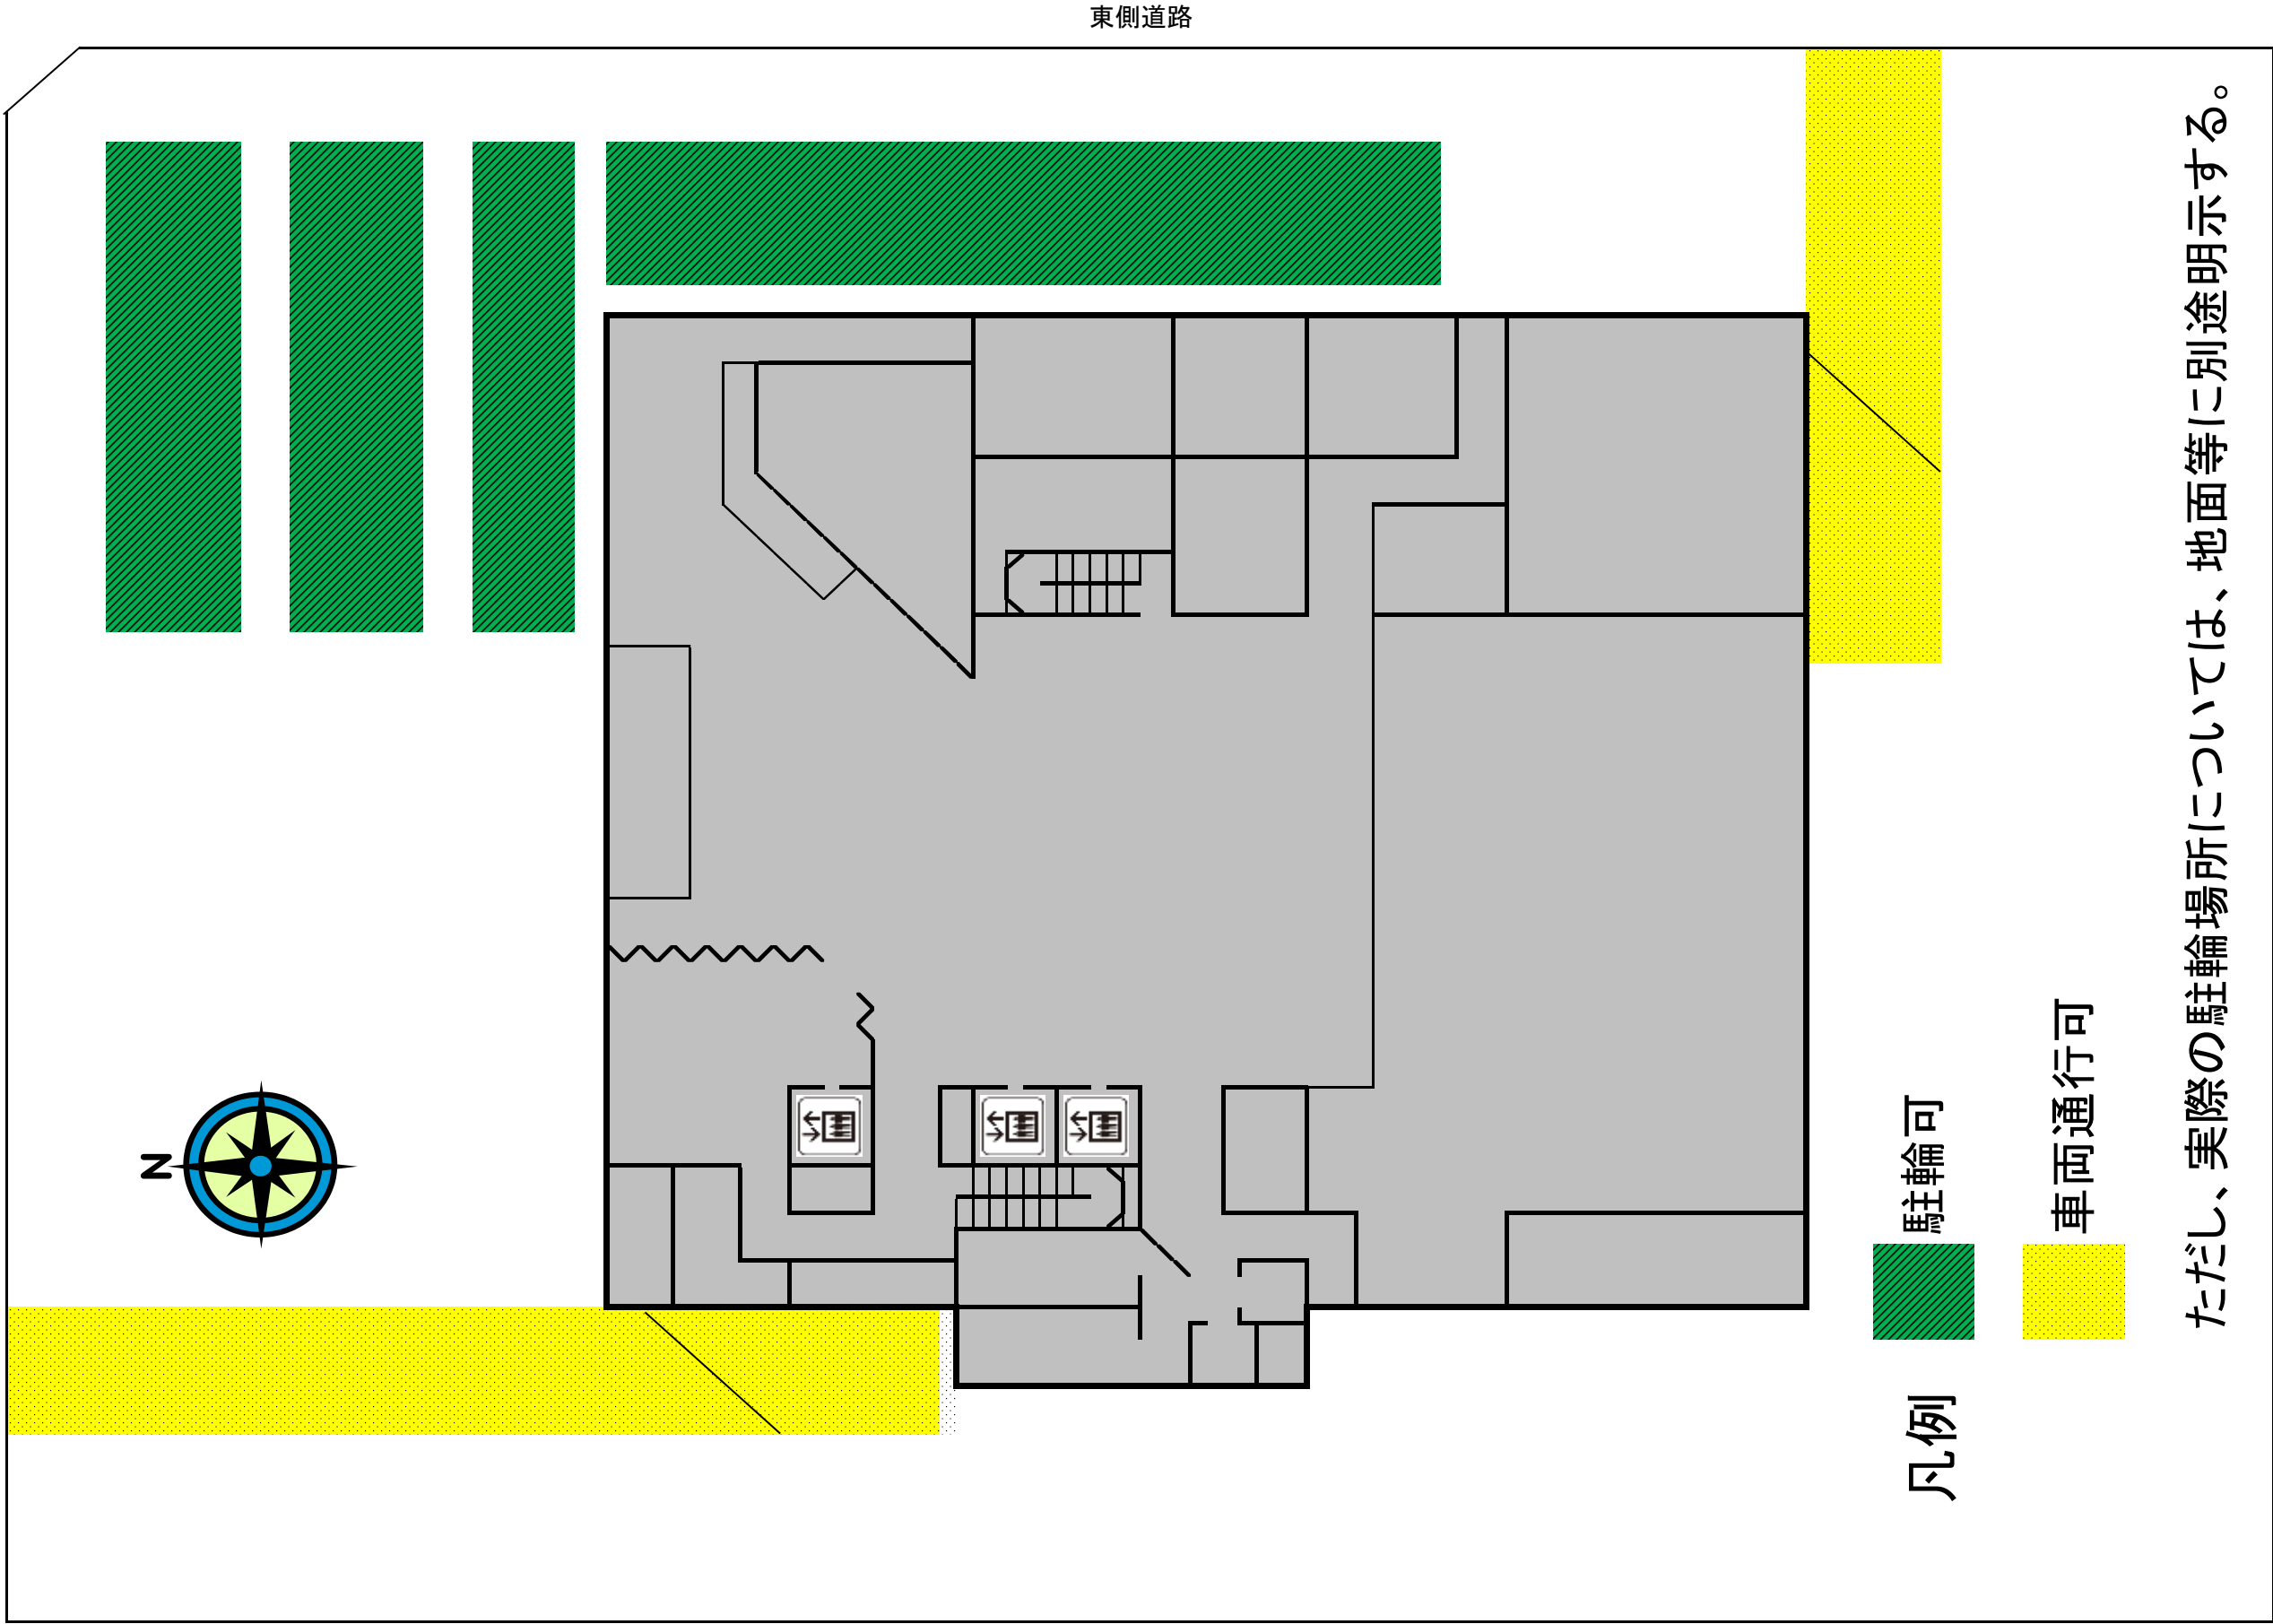 東側道路
N
凡例
駐輪可
車両通行可
ただし、実際の駐輪場所については、地面等に別途明示する。